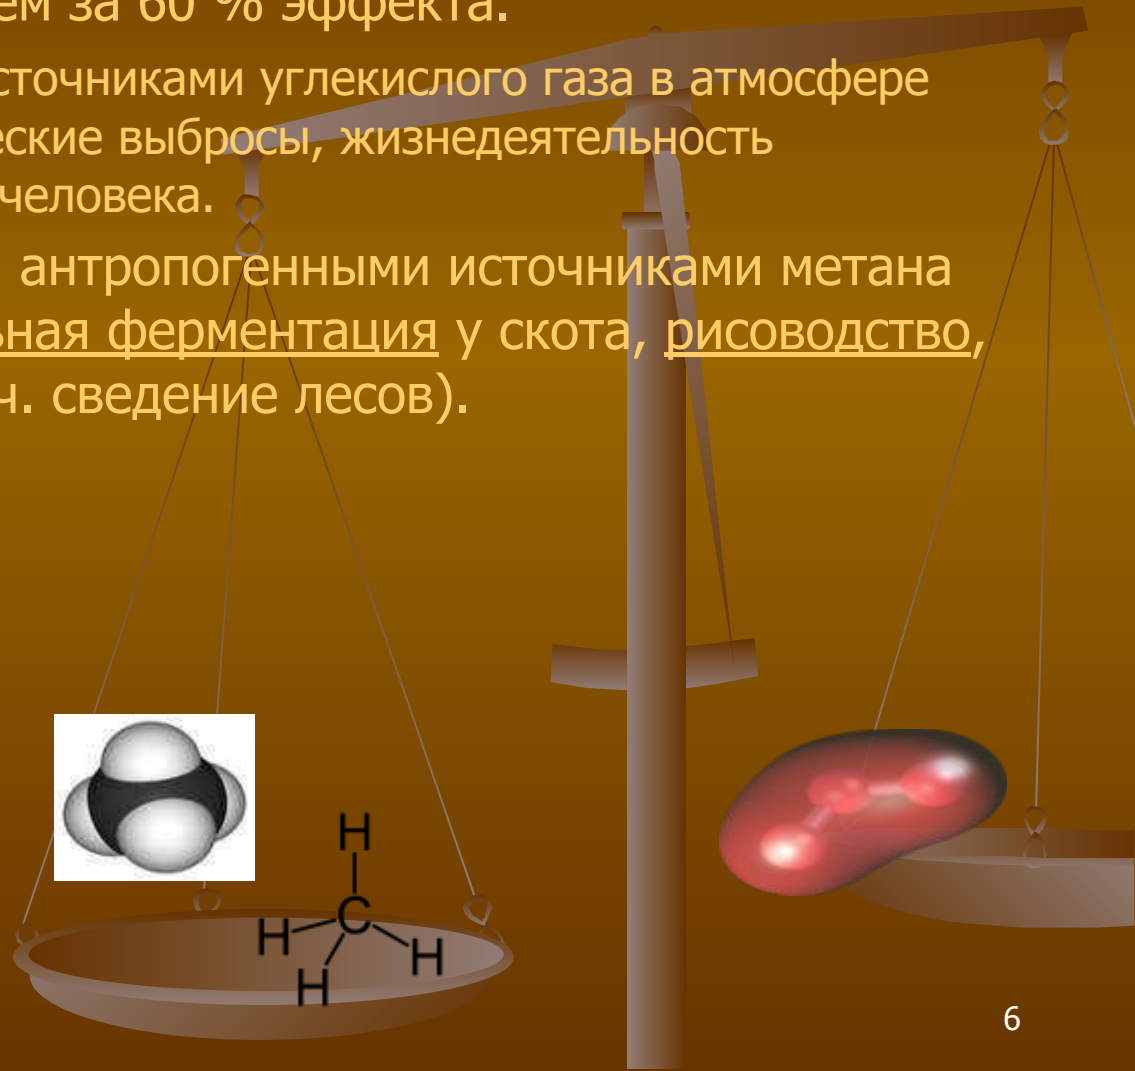 ем за 60 % эффекта.
сточниками углекислого газа в атмосфере
еские выбросы, жизнедеятельность
человека.
антропогенными источниками метана
ьная ферментация у скота, рисоводство,
ч. сведение лесов).
H
H C H
H
6